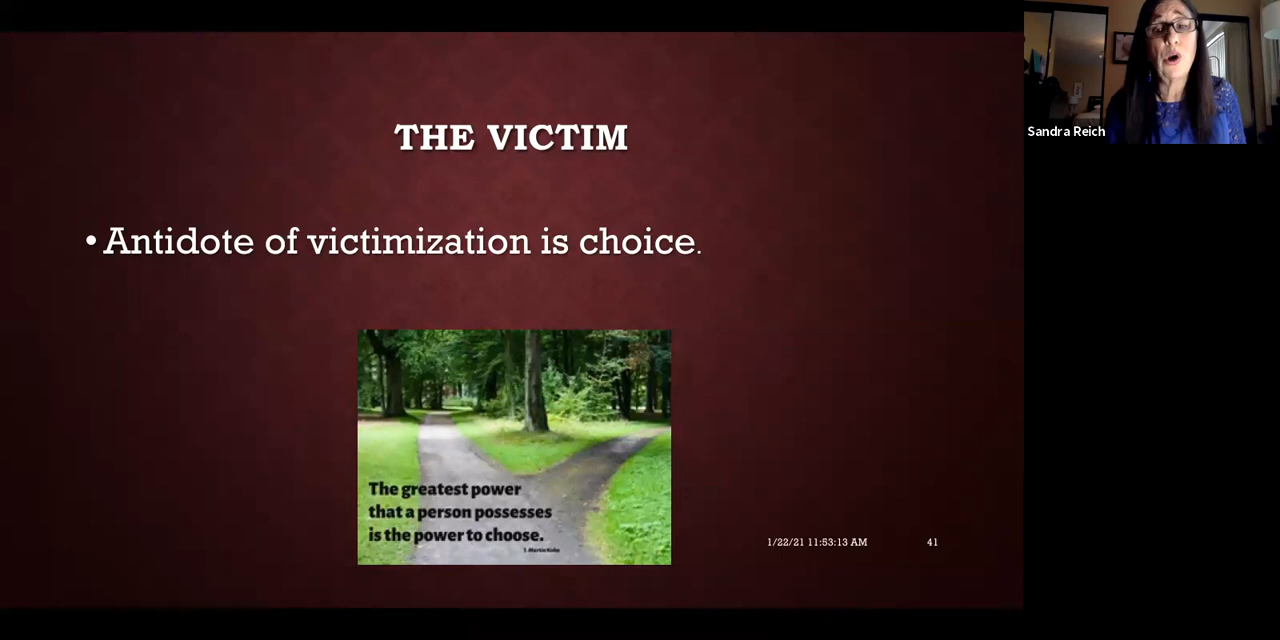 THE VICTIM
Sandra Reich
• Antidote of victimization is choice.
The greatest power
that a person possesses
is the power to choose.
1/22/21 11:53:13 AM
41